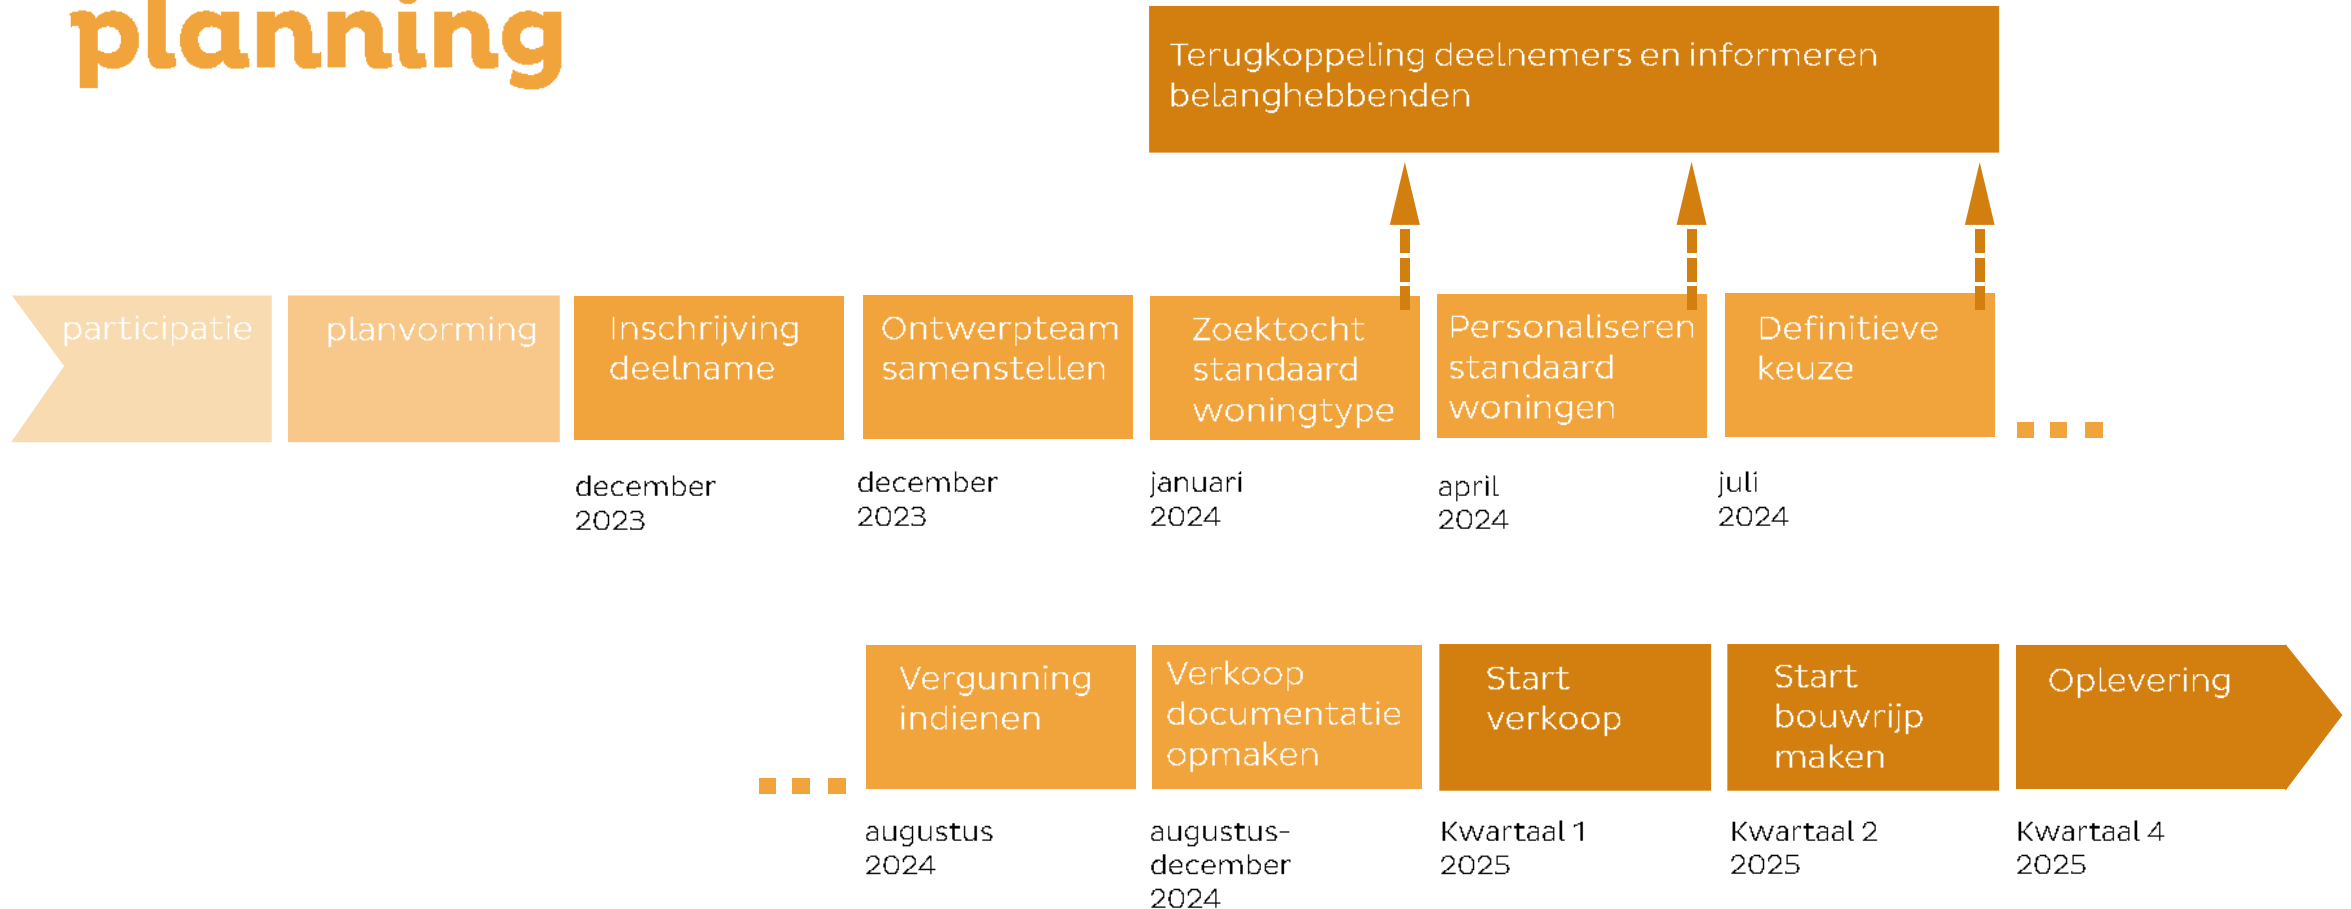 planning
Terugkoppeling deelnemers en informeren
belanghebbenden
participatie
planvorming
Inschrijving
deelname
Ontwerpteam
samenstellen
Zoektocht
standaard
woningtype
Personaliseren
standaard
woningen
Definitieve
keuze
december
2023
december
2023
januari
2024
april
2024
juli
2024
Vergunning
indienen
Verkoop
documentatie
opmaken
Start
verkoop
Start
bouwrijp
maken
Oplevering
augustus
2024
augustus-
december
2024
Kwartaal 1
2025
Kwartaal 2
2025
Kwartaal 4
2025